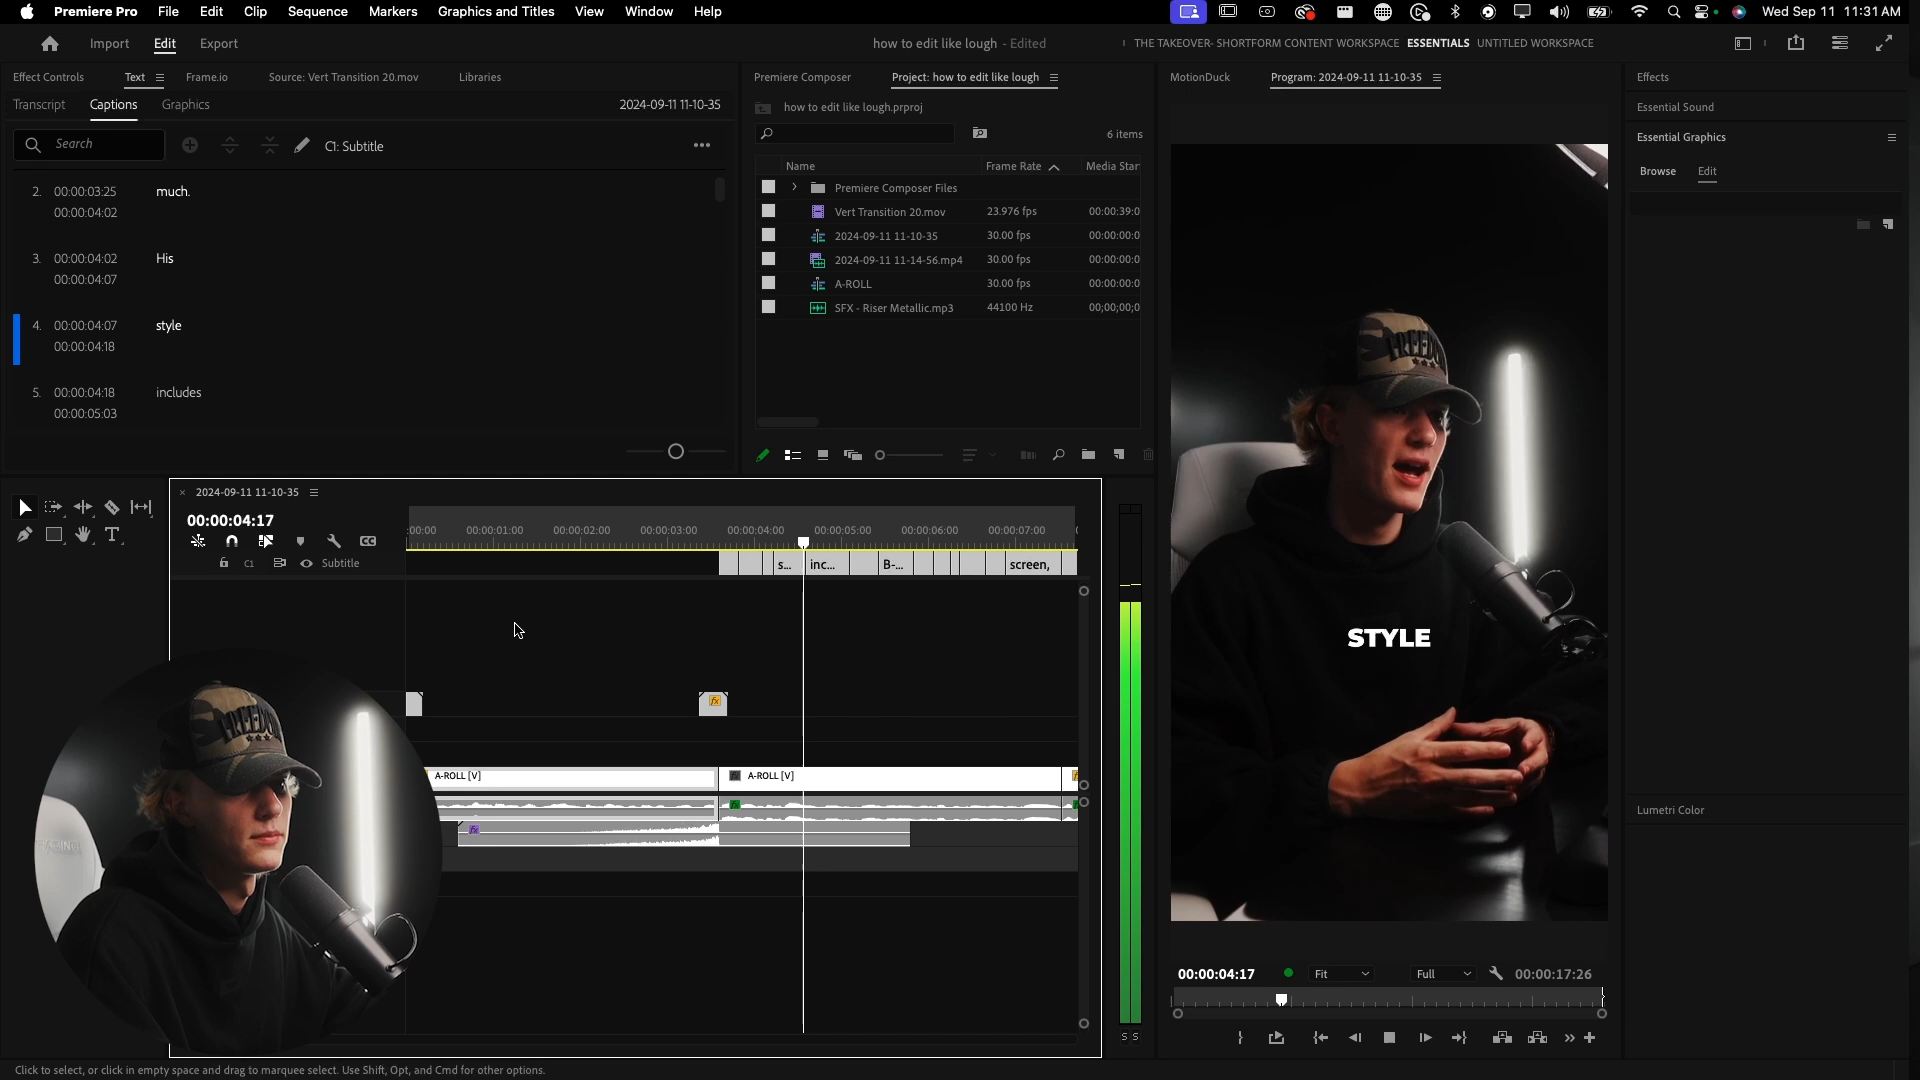 Premiere Pro File Edit Clip Sequence Markers Graphics and Titles View Window Help Wed Sep 11 11:31 AM
Import Edit Export how to edit like lough - Edited THE TAKEOVER- SHORTFORM CONTENT WORKSPACE ESSENTIALS UNTITLED WORKSPACE
Effect Controls Text Frame.io Source: Vert Transition 20.mov Libraries
Transcript Captions Graphics 2024-09-11 11-10-35
Search C1: Subtitle
2. 00:00:03:25 much.
00:00:04:02
3. 00:00:04:02 His
00:00:04:07
4. 00:00:04:07 style
00:00:04:18
5. 00:00:04:18 includes
00:00:05:03
Premiere Composer Project: how to edit like lough
how to edit like lough.prproj
6 items
Name Frame Rate Media Star
Premiere Composer Files
Vert Transition 20.mov 23.976 fps 00:00:39:0
2024-09-11 11-10-35 30.00 fps 00:00:00:0
2024-09-11 11-14-56.mp4 30.00 fps 00:00:00:0
A-ROLL 30.00 fps 00:00:00:0
SFX - Riser Metallic.mp3 44100 Hz 00;00;00;0
MotionDuck Program: 2024-09-11 11-10-35
FREEDOM
STYLE
00:00:04:17 Fit Full 00:00:17:26
Effects
Essential Sound
Essential Graphics
Browse Edit
Lumetri Color
2024-09-11 11-10-35
00:00:04:17
:00:00 00:00:01:00 00:00:02:00 00:00:03:00 00:00:04:00 00:00:05:00 00:00:06:00 00:00:07:00
C1 Subtitle s... inc... B-... screen,
fx
A-ROLL [V] fx A-ROLL [V]
fx
FREEDOM
S S
Click to select, or click in empty space and drag to marquee select. Use Shift, Opt, and Cmd for other options.